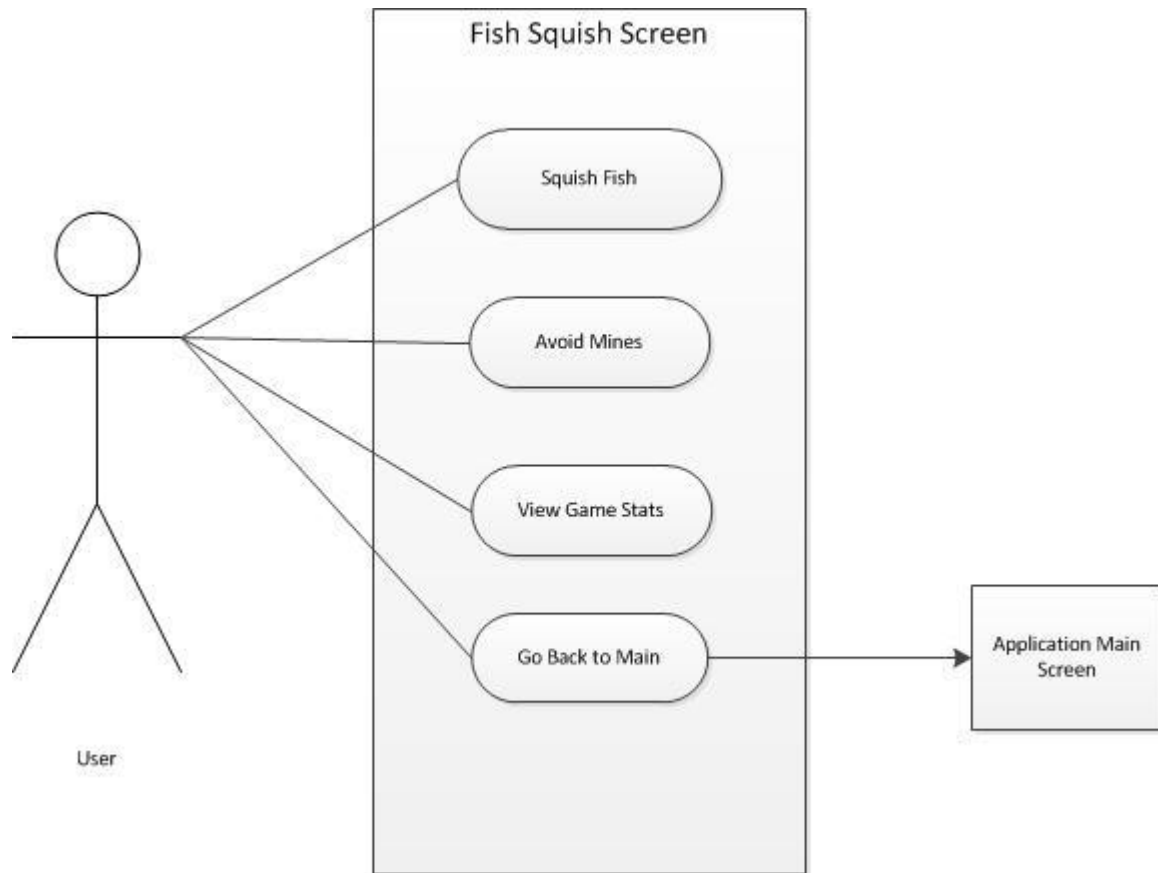 Fish Squish Screen
Squish Fish
Avoid Mines
View Game Stats
Go Back to Main
Application Main
Screen
User